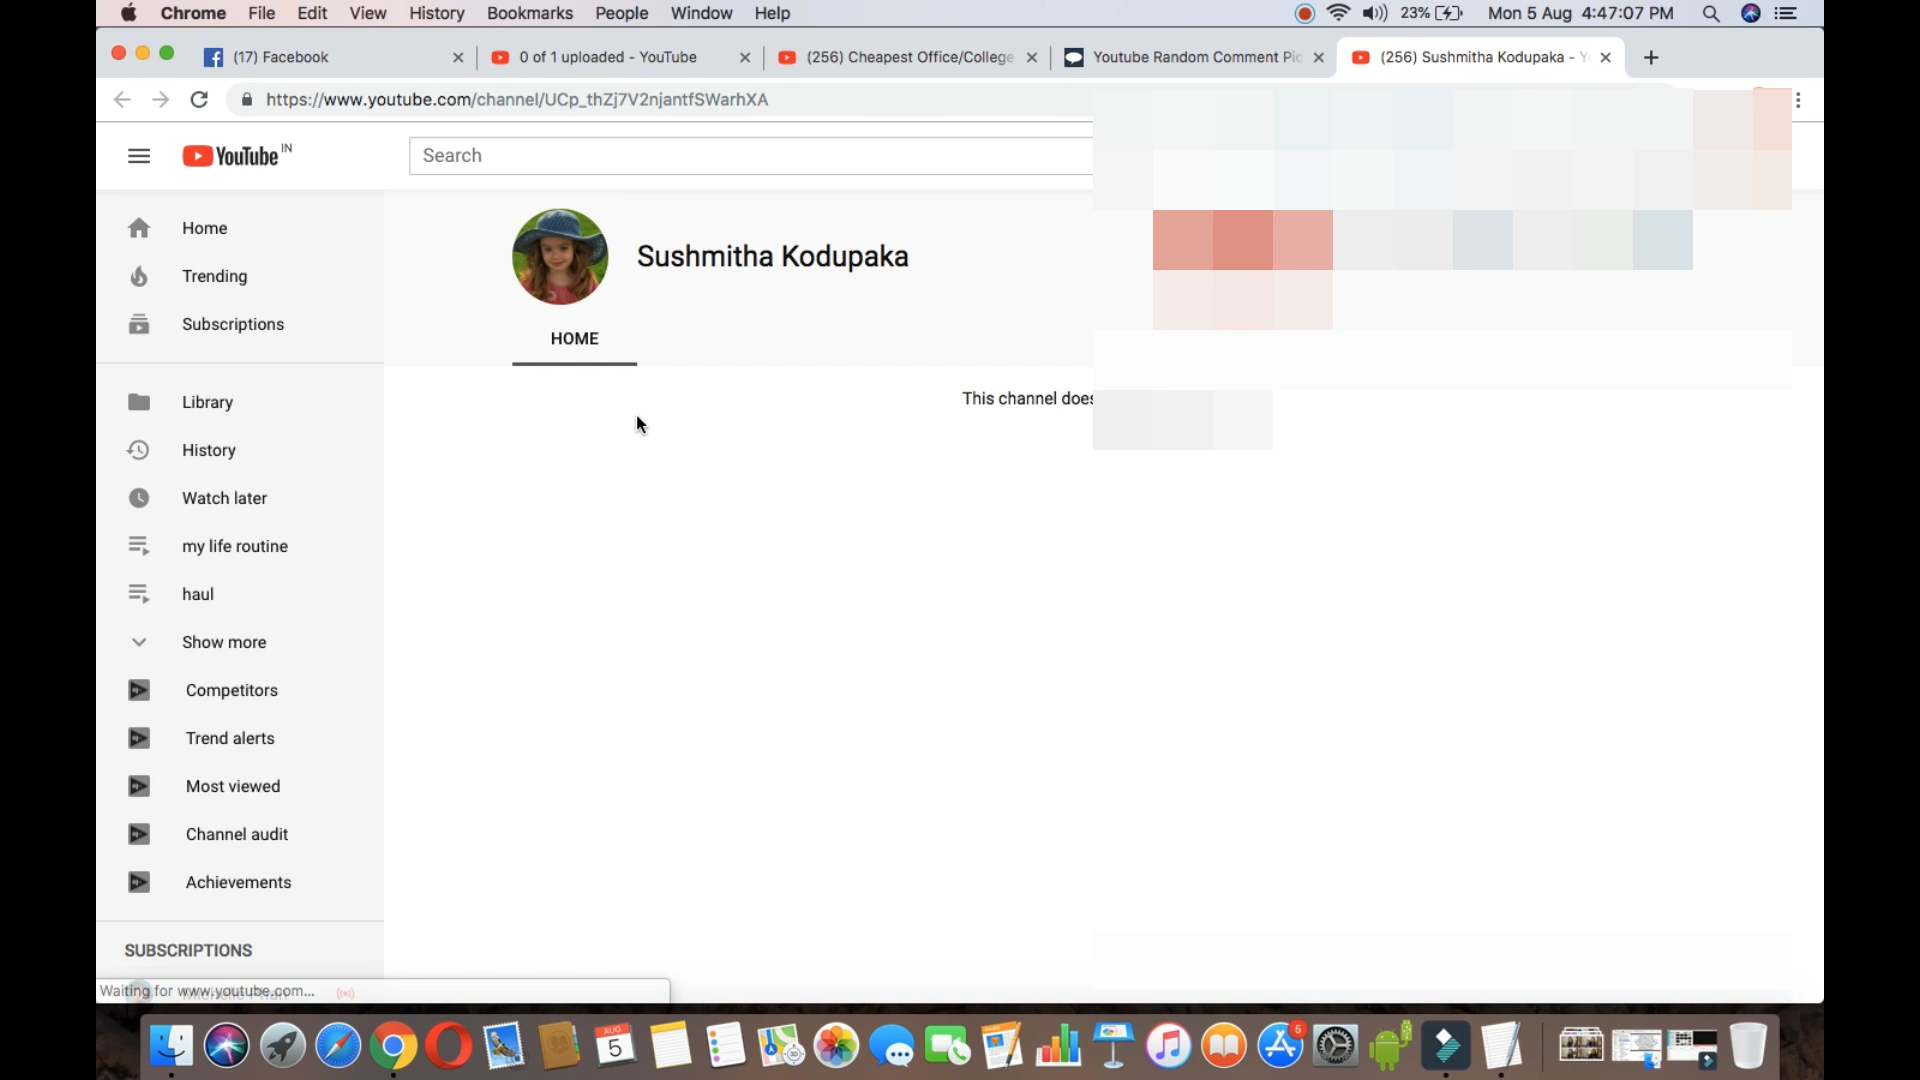 Chrome File Edit View History Bookmarks People Window Help 23% Mon 5 Aug 4:47:07 PM
(17) Facebook 0 of 1 uploaded - YouTube (256) Cheapest Office/College Youtube Random Comment Pic (256) Sushmitha Kodupaka - Y
https://www.youtube.com/channel/UCp_thZj7V2njantfSWarhXA
YouTube IN Search
Home
Trending
Subscriptions
Sushmitha Kodupaka
HOME
This channel does
Library
History
Watch later
my life routine
haul
Show more
Competitors
Trend alerts
Most viewed
Channel audit
Achievements
SUBSCRIPTIONS
Waiting for www.youtube.com...
AUG
5
5